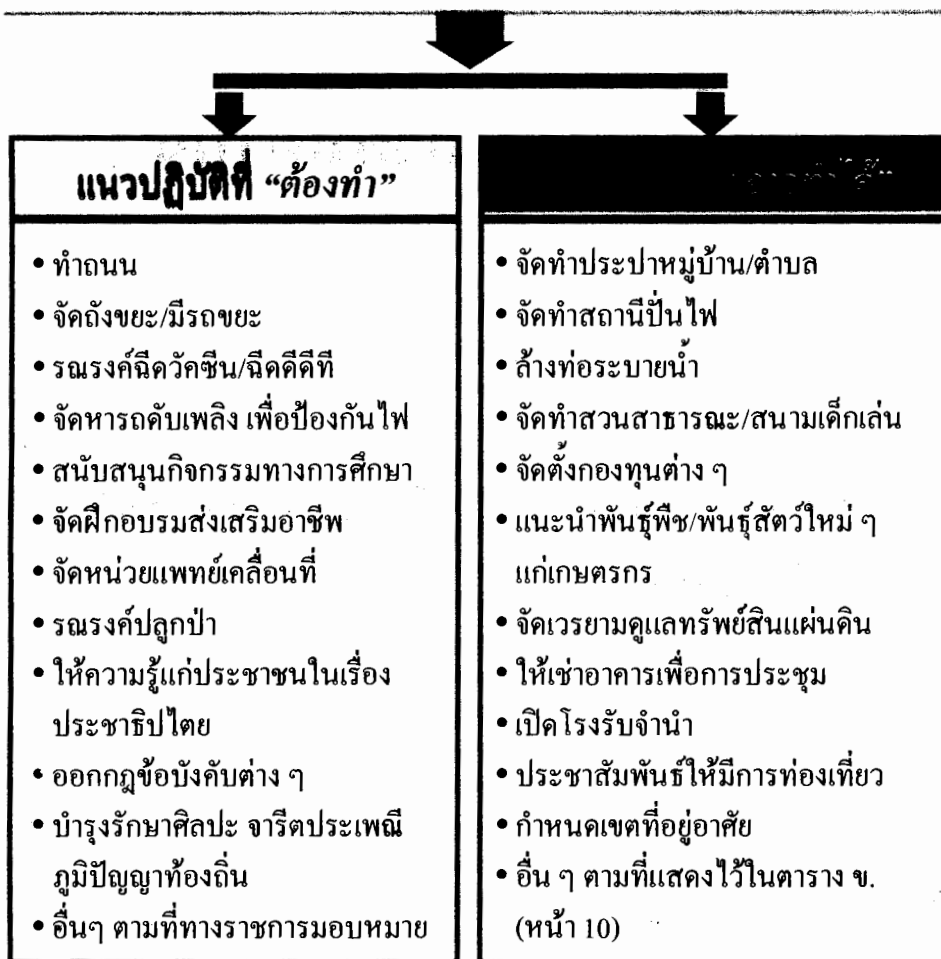 แนวปฏิบัติที่ “ต้องทำ”
• ทำถนน
• จัดถังขยะ/มีรถขยะ
• รณรงค์ฉีดวัคซีน/ฉีดดีดีที
• จัดหารถดับเพลิง เพื่อป้องกันไฟ
• สนับสนุนกิจกรรมทางการศึกษา
• จัดฝึกอบรมส่งเสริมอาชีพ
• จัดหน่วยแพทย์เคลื่อนที่
• รณรงค์ปลูกป่า
• ให้ความรู้แก่ประชาชนในเรื่อง
ประชาธิปไตย
• ออกกฎข้อบังคับต่าง ๆ
• บำรุงรักษาศิลปะ จารีตประเพณี
ภูมิปัญญาท้องถิ่น
• อื่นๆ ตามที่ทางราชการมอบหมาย
• จัดทำประปาหมู่บ้าน/ตำบล
• จัดทำสถานีปั่นไฟ
• ล้างท่อระบายน้ำ
• จัดทำสวนสาธารณะ/สนามเด็กเล่น
• จัดตั้งกองทุนต่าง ๆ
• แนะนำพันธุ์พืช/พันธุ์สัตว์ใหม่ ๆ
แก่เกษตรกร
• จัดเวรยามดูแลทรัพย์สินแผ่นดิน
• ให้เช่าอาคารเพื่อการประชุม
• เปิดโรงรับจำนำ
• ประชาสัมพันธ์ให้มีการท่องเที่ยว
• กำหนดเขตที่อยู่อาศัย
• อื่น ๆ ตามที่แสดงไว้ในตาราง ข.
(หน้า 10)